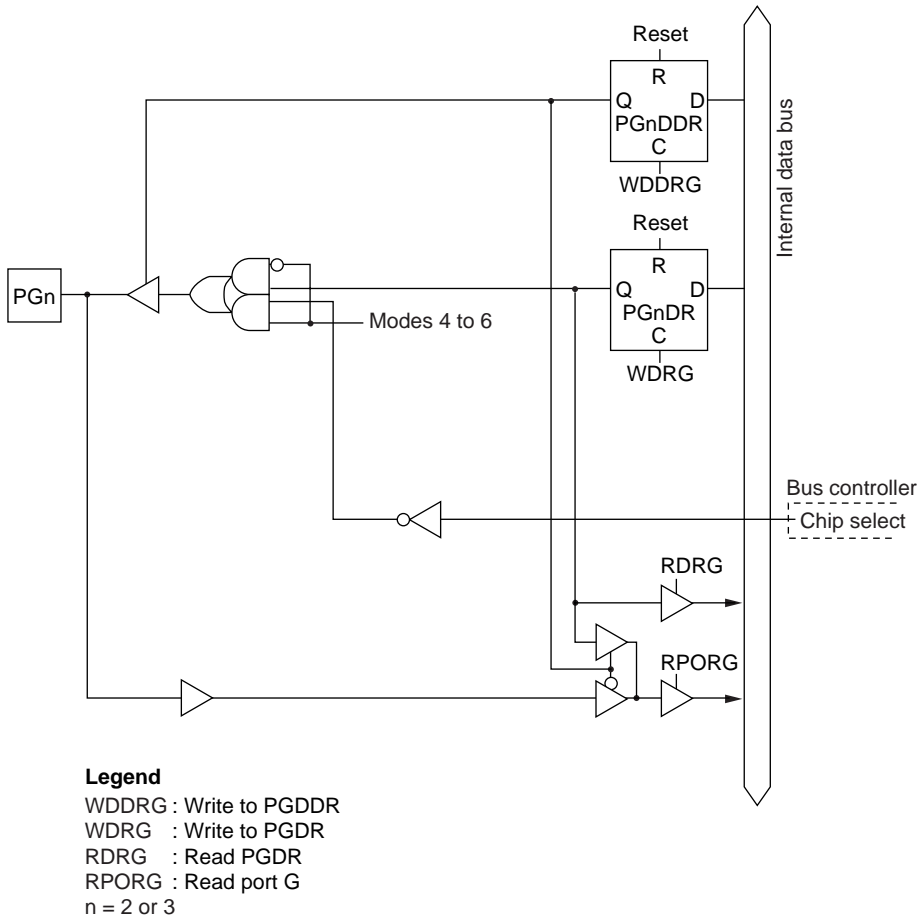 Reset
R
Q D
PGnDDR
C
WDDRG
Internal data bus
Reset
R
Q D
PGnDR
C
WDRG
PGn
Modes 4 to 6
Bus controller
Chip select
RDRG
RPORG
Legend
WDDRG : Write to PGDDR
WDRG : Write to PGDR
RDRG : Read PGDR
RPORG : Read port G
n = 2 or 3